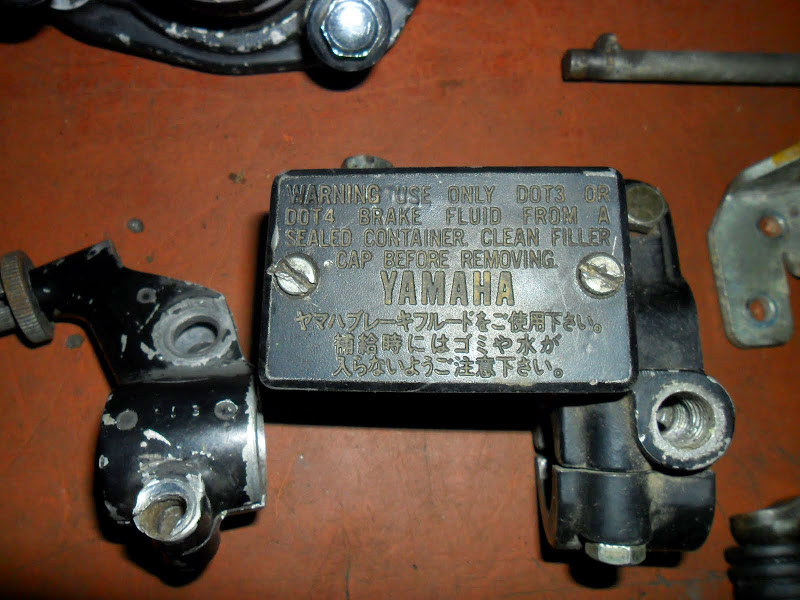 WARNING USE ONLY DOT3 OR
DOT4 BRAKE FLUID FROM A
SEALED CONTAINER. CLEAN FILLER
CAP BEFORE REMOVING.
YAMAHA
ヤマハブレーキフルードをご使用下さい。
補給時にはゴミや水が
入らないようご注意下さい。